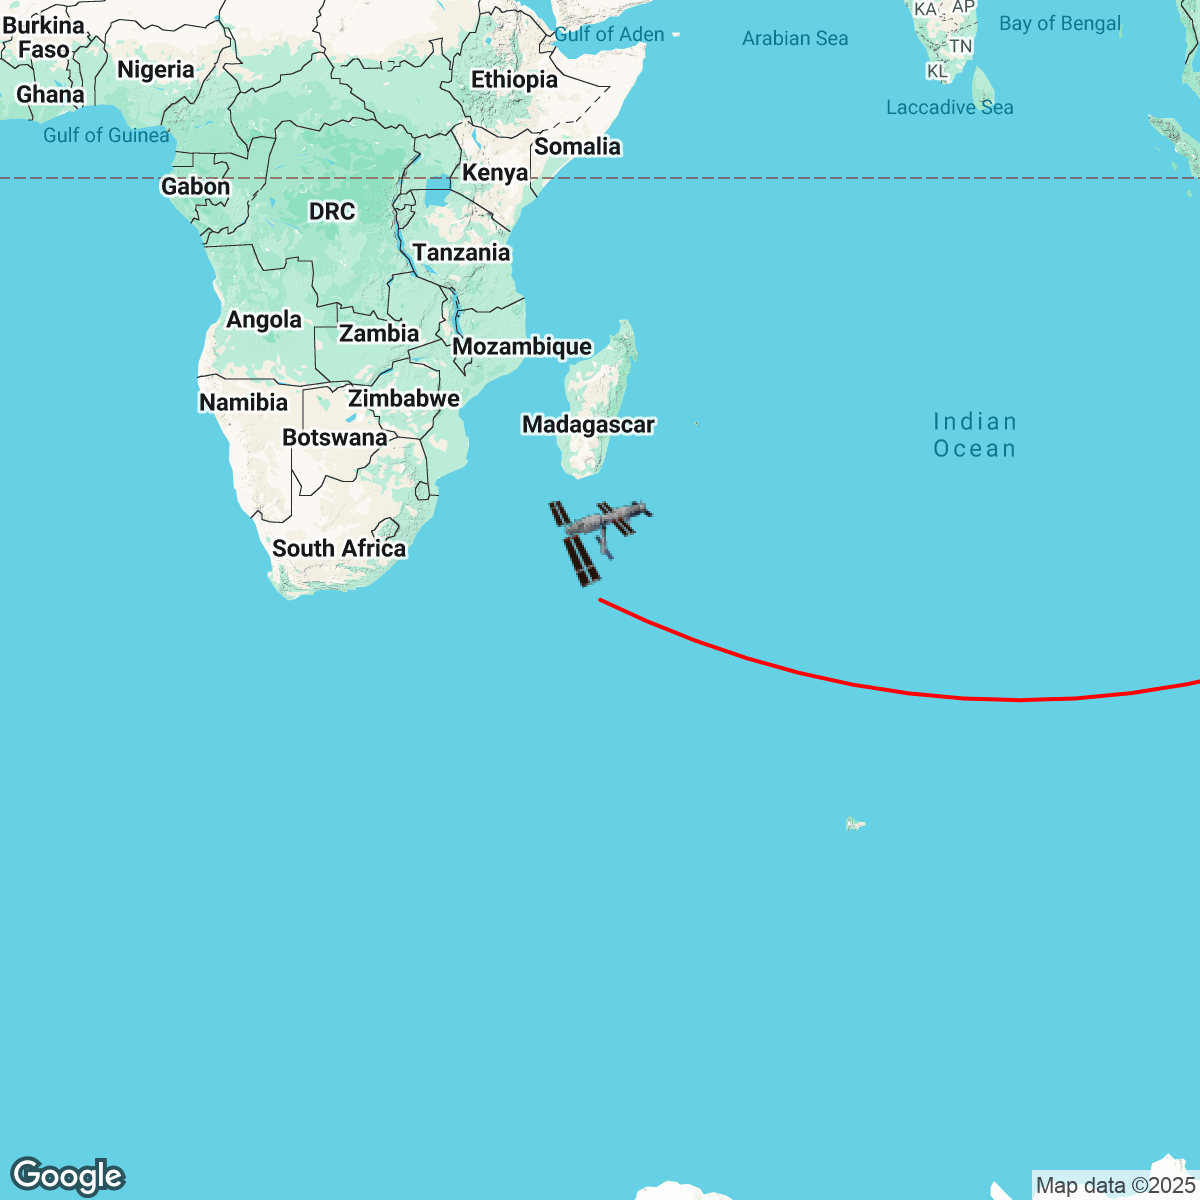 Burkina
Faso
Nigeria
Ghana
Gulf of Guinea
Gulf of Aden
Arabian Sea
KA
AP
TN
KL
Bay of Bengal
Laccadive Sea
Ethiopia
Somalia
Kenya
Gabon
DRC
Tanzania
Angola
Zambia
Mozambique
Namibia
Zimbabwe
Botswana
Madagascar
Indian
Ocean
South Africa
Google
Map data ©2025